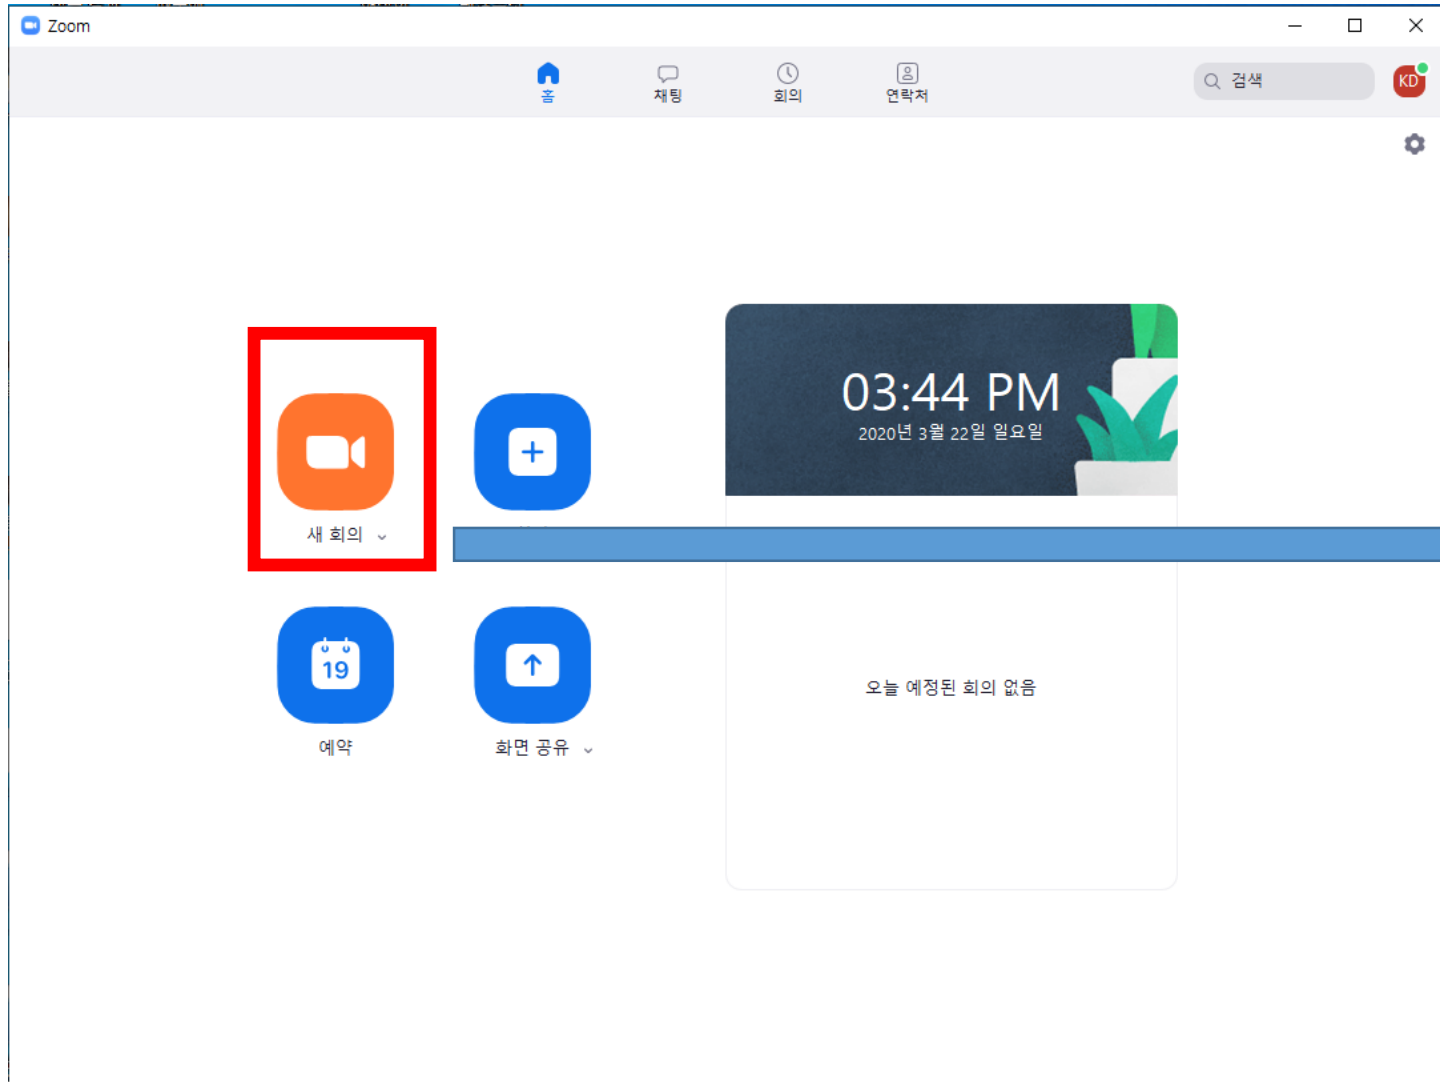 Zoom
홈
채팅
회의
연락처
검색
KD
03:44 PM
2020년 3월 22일 일요일
새 회의
19
예약
화면 공유
오늘 예정된 회의 없음